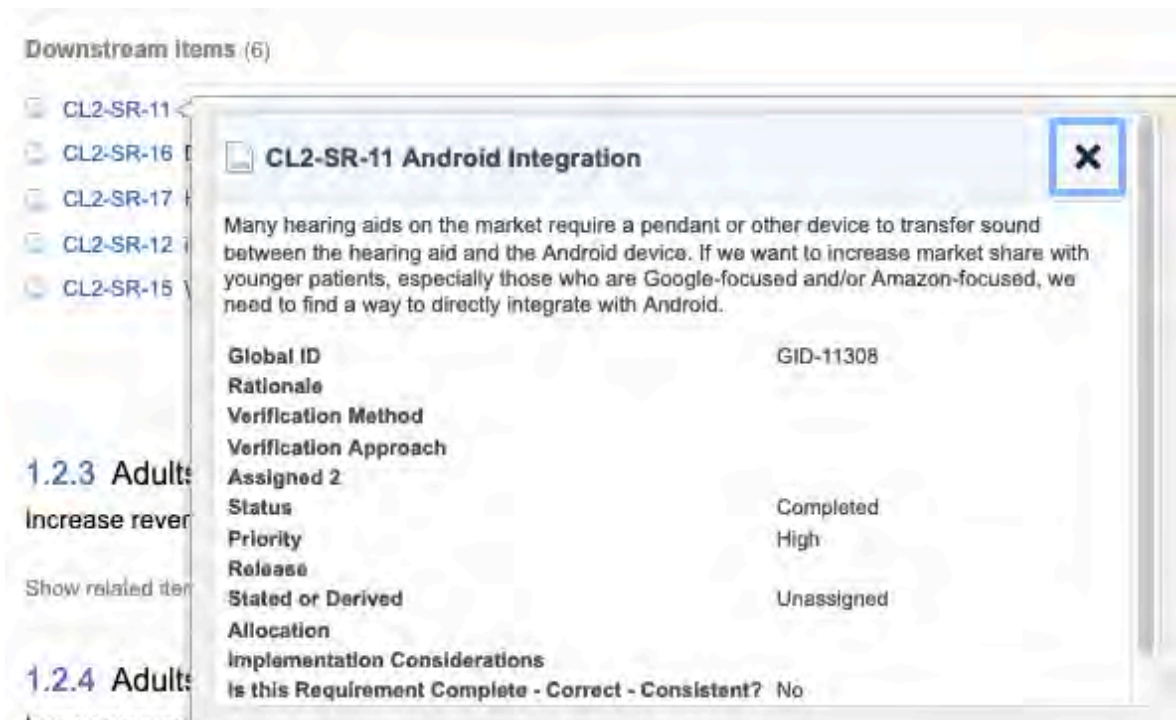 Downstream items (6)
CL2-SR-11
CL2-SR-16
CL2-SR-17
CL2-SR-12
CL2-SR-15
CL2-SR-11 Android Integration
Many hearing aids on the market require a pendant or other device to transfer sound
between the hearing aid and the Android device. If we want to increase market share with
younger patients, especially those who are Google-focused and/or Amazon-focused, we
need to find a way to directly integrate with Android.
Global ID GID-11308
Rationale
Verification Method
Verification Approach
Assigned 2
Status Completed
Priority High
Release
Stated or Derived Unassigned
Allocation
Implementation Considerations
Is this Requirement Complete - Correct - Consistent? No
1.2.3 Adults
Increase rever
Show related iter
1.2.4 Adults